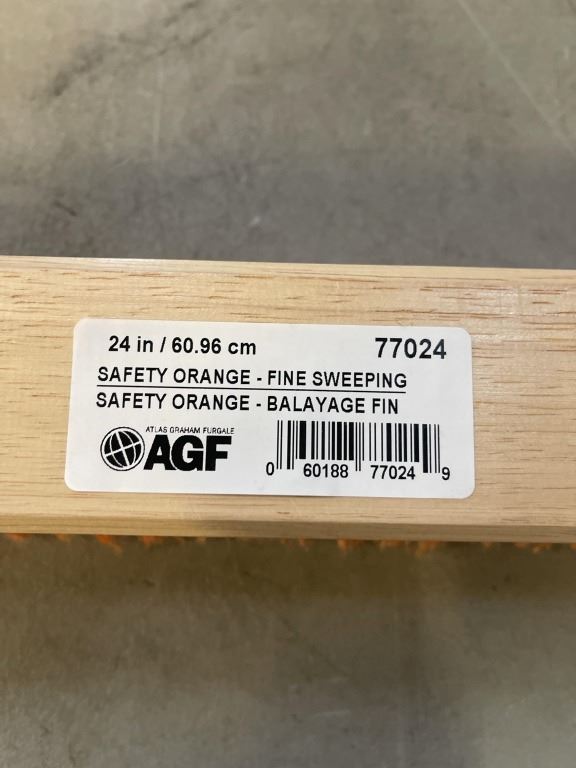 24 in / 60.96 cm 77024
SAFETY ORANGE - FINE SWEEPING
SAFETY ORANGE - BALAYAGE FIN
ATLAS GRAHAM FURGALE
AGF
0 60188 77024 9